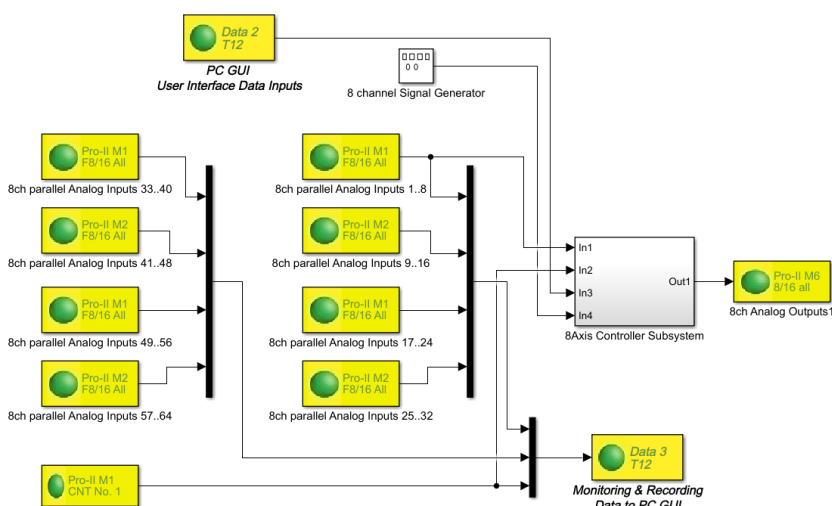 Data 2
T12
PC GUI
User Interface Data Inputs
8 channel Signal Generator
Pro-II M1
F8/16 All
8ch parallel Analog Inputs 33..40
Pro-II M2
F8/16 All
8ch parallel Analog Inputs 41..48
Pro-II M1
F8/16 All
8ch parallel Analog Inputs 49..56
Pro-II M2
F8/16 All
8ch parallel Analog Inputs 57..64
Pro-II M1
CNT No. 1
Pro-II M1
F8/16 All
8ch parallel Analog Inputs 1..8
Pro-II M2
F8/16 All
8ch parallel Analog Inputs 9..16
Pro-II M1
F8/16 All
8ch parallel Analog Inputs 17..24
Pro-II M2
F8/16 All
8ch parallel Analog Inputs 25..32
In1
In2
In3
In4
Out1
8Axis Controller Subsystem
Pro-II M6
8/16 all
8ch Analog Outputs1
Data 3
T12
Monitoring & Recording
Data to PC GUI